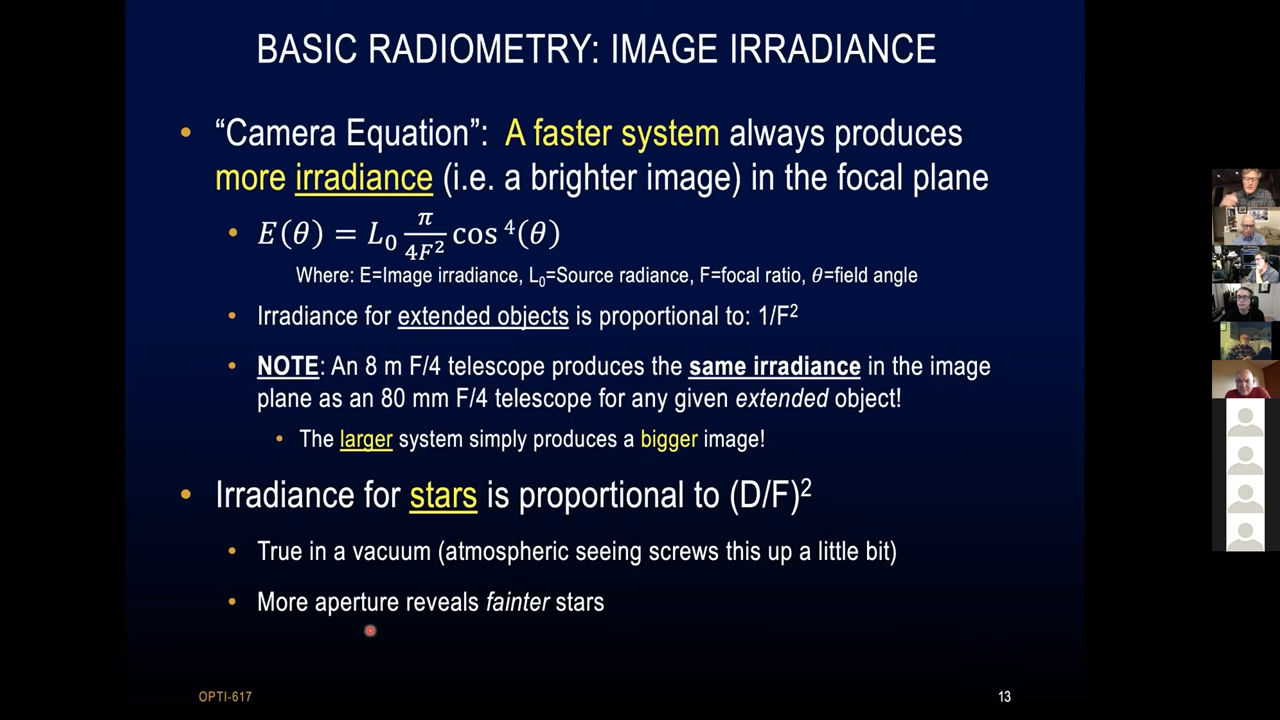 BASIC RADIOMETRY: IMAGE IRRADIANCE
• “Camera Equation”: A faster system always produces
more irradiance (i.e. a brighter image) in the focal plane
• E(θ) = L₀ π/4F² cos⁴(θ)
Where: E=Image irradiance, L₀=Source radiance, F=focal ratio, θ=field angle
• Irradiance for extended objects is proportional to: 1/F²
• NOTE: An 8 m F/4 telescope produces the same irradiance in the image
plane as an 80 mm F/4 telescope for any given extended object!
• The larger system simply produces a bigger image!
• Irradiance for stars is proportional to (D/F)²
• True in a vacuum (atmospheric seeing screws this up a little bit)
• More aperture reveals fainter stars
OPTI-617
13